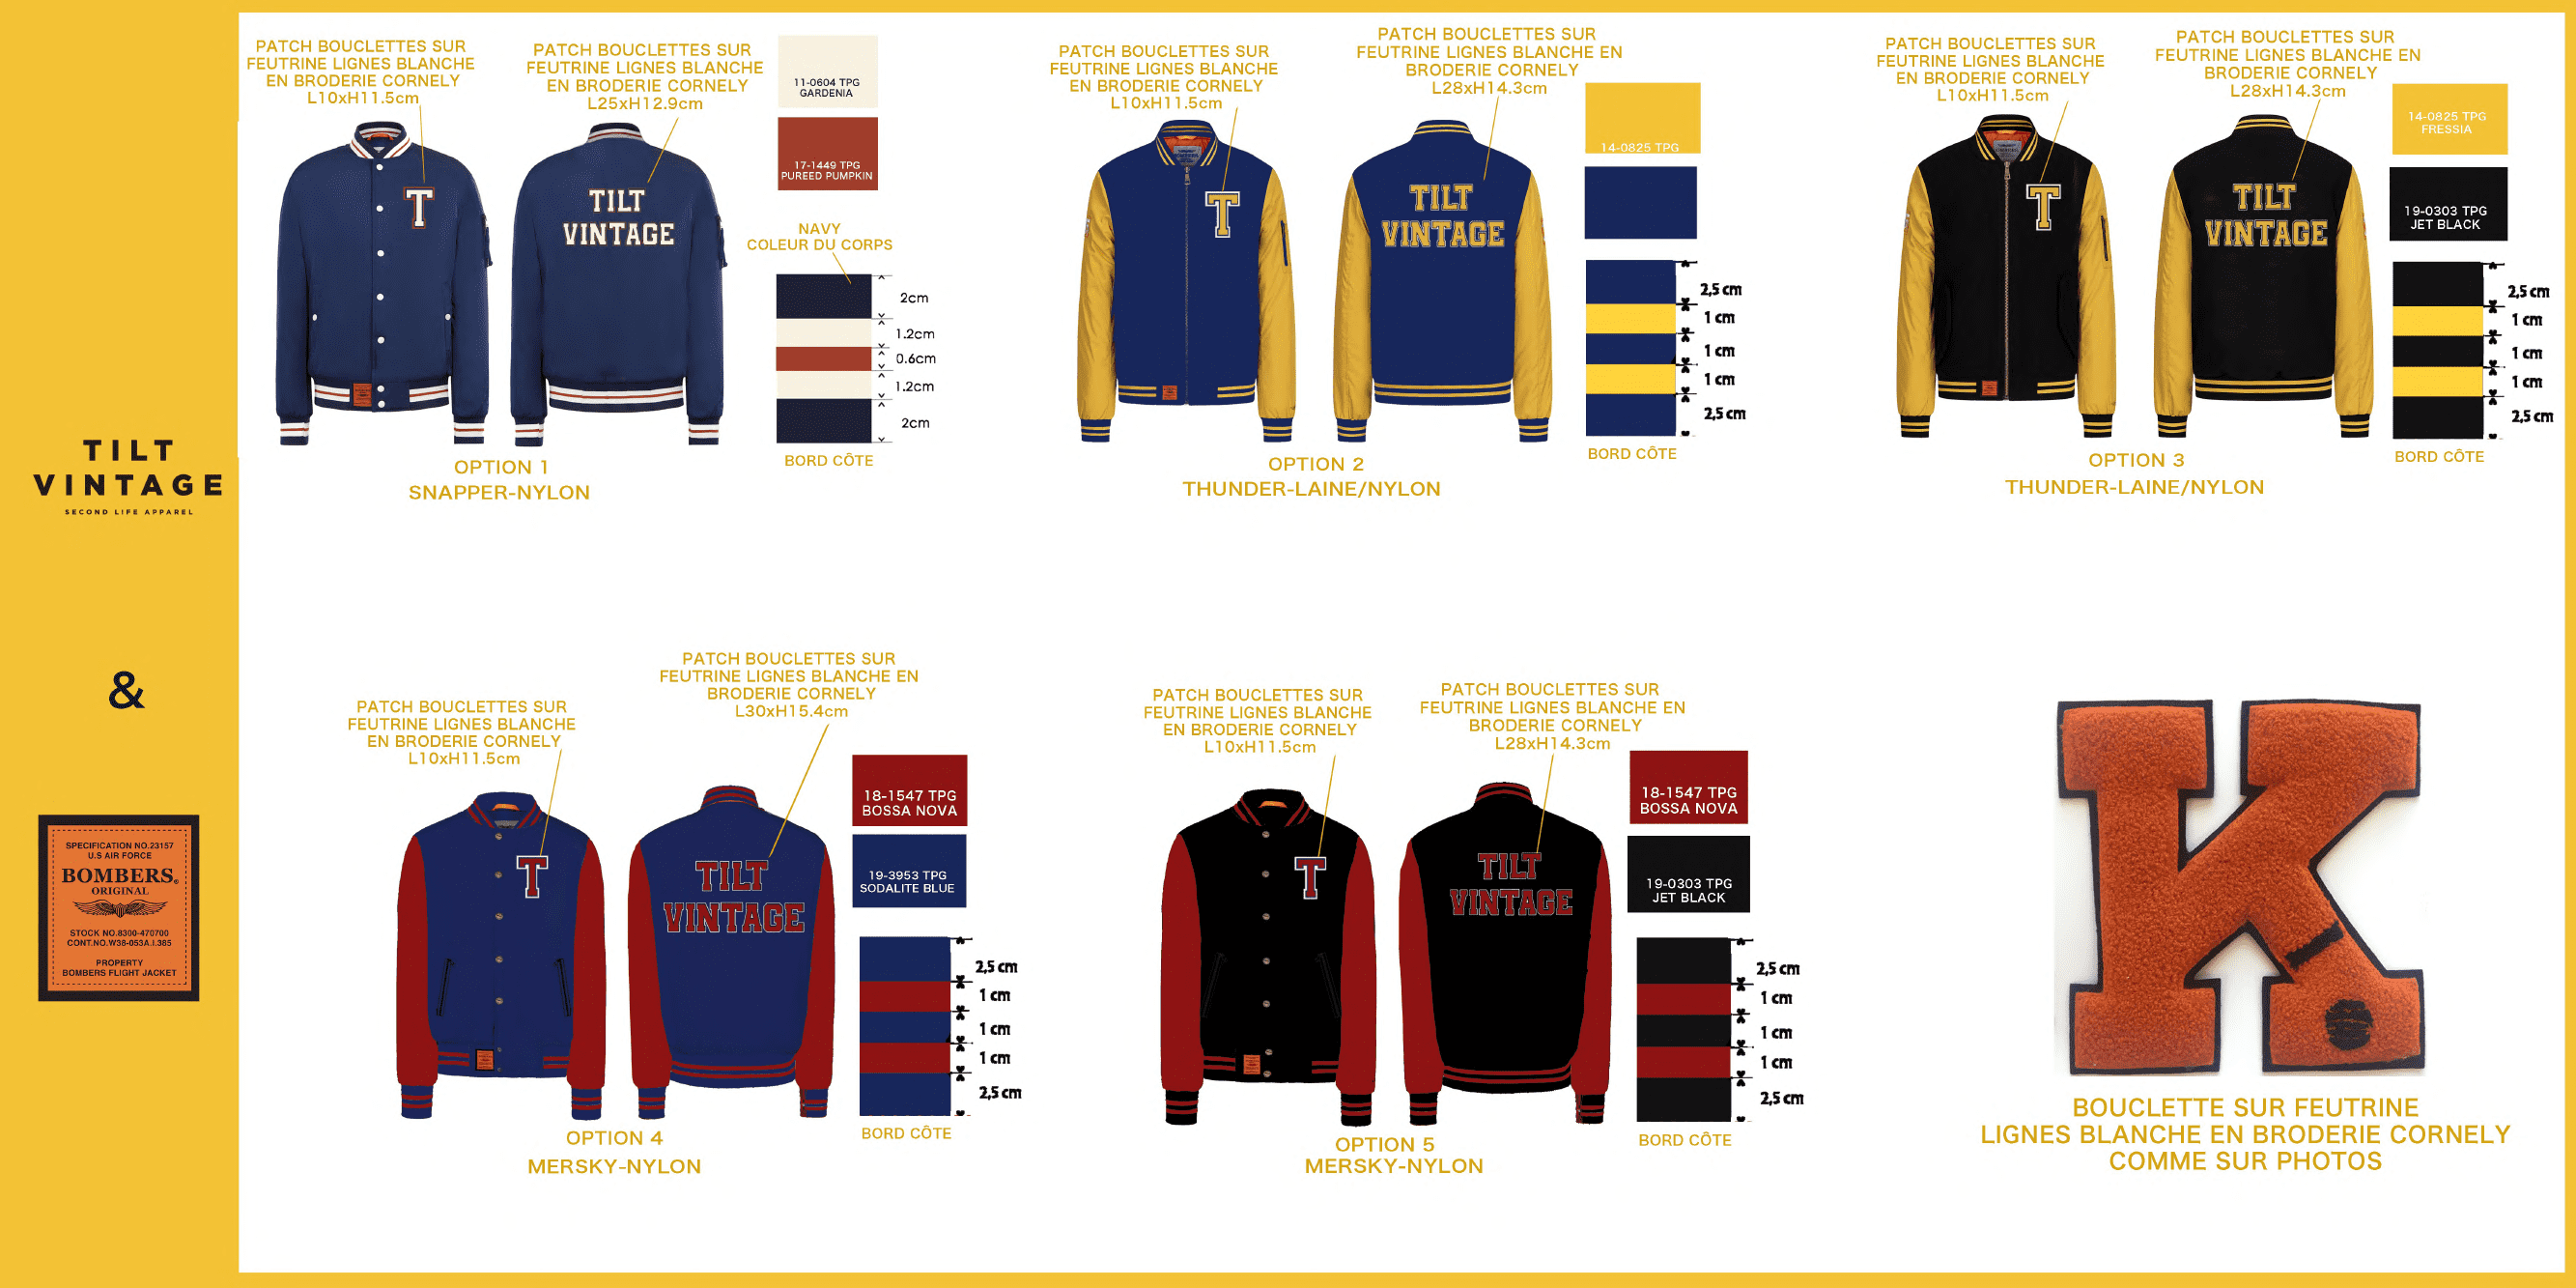 TILT
VINTAGE
SECOND LIFE APPAREL
&
SPECIFICATION NO.23157
U.S AIR FORCE
BOMBERS®
ORIGINAL
STOCK NO.8300-470700
CONT.NO.W38-053A.I.385
PROPERTY
BOMBERS FLIGHT JACKET
PATCH BOUCLETTES SUR
FEUTRINE LIGNES BLANCHE
EN BRODERIE CORNELY
L10xH11.5cm
PATCH BOUCLETTES SUR
FEUTRINE LIGNES BLANCHE
EN BRODERIE CORNELY
L25xH12.9cm
11-0604 TPG
GARDENIA
17-1449 TPG
PUREED PUMPKIN
NAVY
COLEUR DU CORPS
T
TILT
VINTAGE
2cm
1.2cm
0.6cm
1.2cm
2cm
BORD CÔTE
OPTION 1
SNAPPER-NYLON
PATCH BOUCLETTES SUR
FEUTRINE LIGNES BLANCHE
EN BRODERIE CORNELY
L10xH11.5cm
PATCH BOUCLETTES SUR
FEUTRINE LIGNES BLANCHE EN
BRODERIE CORNELY
L28xH14.3cm
14-0825 TPG
T
TILT
VINTAGE
2,5 cm
1 cm
1 cm
1 cm
2,5 cm
BORD CÔTE
OPTION 2
THUNDER-LAINE/NYLON
PATCH BOUCLETTES SUR
FEUTRINE LIGNES BLANCHE
EN BRODERIE CORNELY
L10xH11.5cm
PATCH BOUCLETTES SUR
FEUTRINE LIGNES BLANCHE EN
BRODERIE CORNELY
L28xH14.3cm
14-0825 TPG
FRESSIA
19-0303 TPG
JET BLACK
T
TILT
VINTAGE
2,5 cm
1 cm
1 cm
1 cm
2,5 cm
BORD CÔTE
OPTION 3
THUNDER-LAINE/NYLON
PATCH BOUCLETTES SUR
FEUTRINE LIGNES BLANCHE
EN BRODERIE CORNELY
L10xH11.5cm
PATCH BOUCLETTES SUR
FEUTRINE LIGNES BLANCHE EN
BRODERIE CORNELY
L30xH15.4cm
18-1547 TPG
BOSSA NOVA
19-3953 TPG
SODALITE BLUE
T
TILT
VINTAGE
2,5 cm
1 cm
1 cm
1 cm
2,5 cm
BORD CÔTE
OPTION 4
MERSKY-NYLON
PATCH BOUCLETTES SUR
FEUTRINE LIGNES BLANCHE
EN BRODERIE CORNELY
L10xH11.5cm
PATCH BOUCLETTES SUR
FEUTRINE LIGNES BLANCHE EN
BRODERIE CORNELY
L28xH14.3cm
18-1547 TPG
BOSSA NOVA
19-0303 TPG
JET BLACK
T
TILT
VINTAGE
2,5 cm
1 cm
1 cm
1 cm
2,5 cm
BORD CÔTE
OPTION 5
MERSKY-NYLON
K
BOUCLETTE SUR FEUTRINE
LIGNES BLANCHE EN BRODERIE CORNELY
COMME SUR PHOTOS